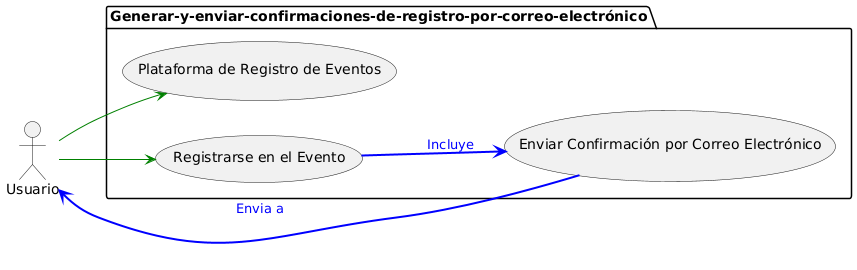 Generar-y-enviar-confirmaciones-de-registro-por-correo-electrónico
Plataforma de Registro de Eventos
Registrarse en el Evento
Incluye
Enviar Confirmación por Correo Electrónico
Usuario
Envia a